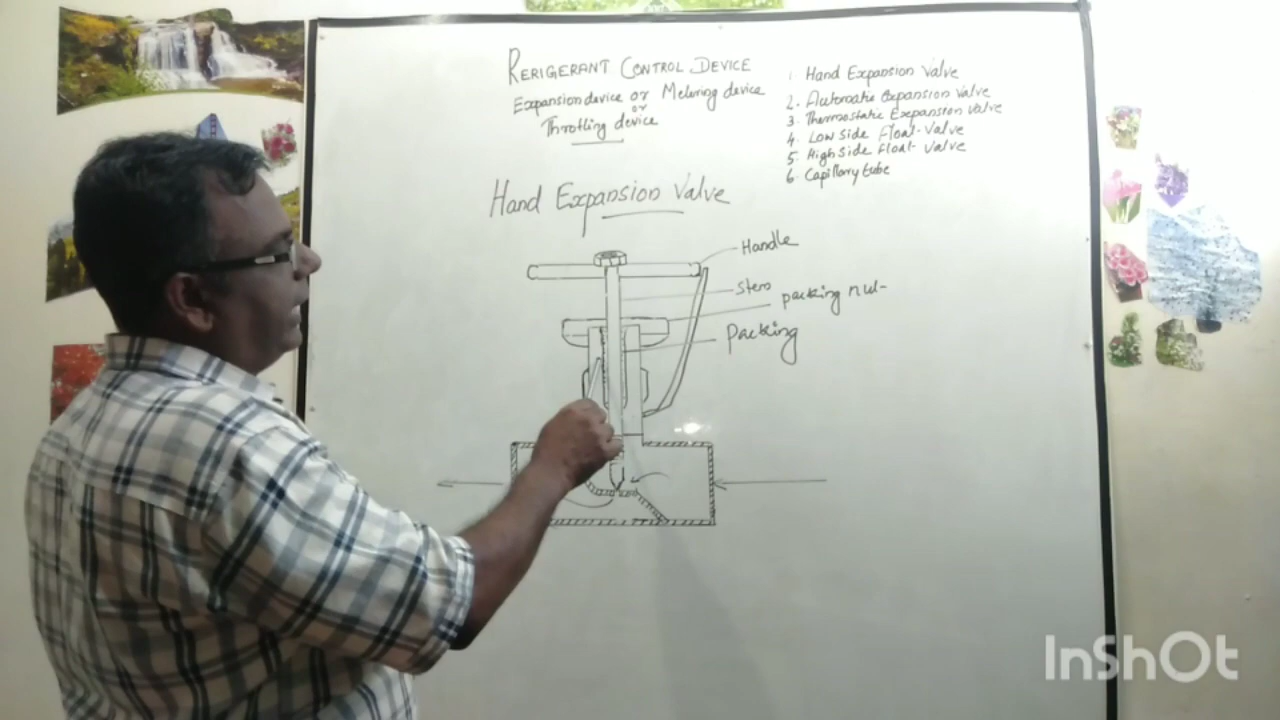 RERIGERANT CONTROL DEVICE
Expansion device or Metering device
or
Throttling device
1. Hand Expansion Valve
2. Automatic Expansion Valve
3. Thermostatic Expansion Valve
4. Low side Float-Valve
5. High side Float-Valve
6. Capillary tube
Hand Expansion Valve
Handle
Stem
packing nut
Packing
InShOt